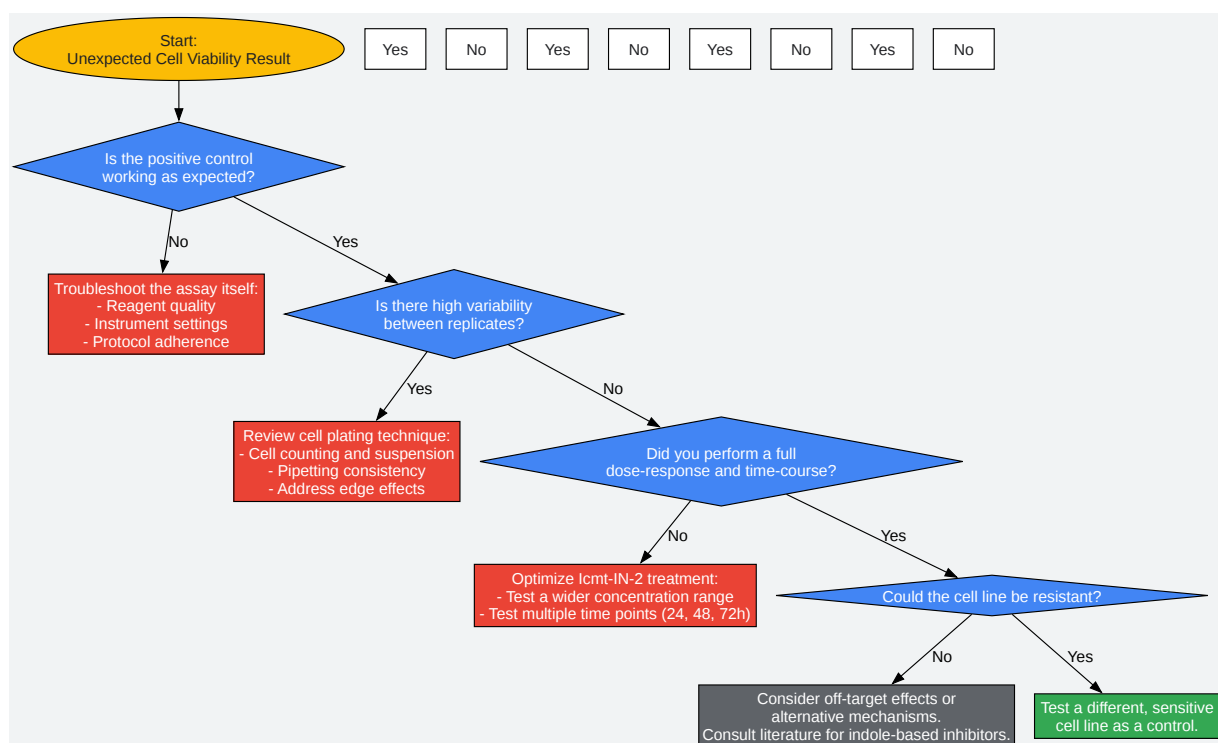 Start:
Unexpected Cell Viability Result
Yes
No
Yes
No
Yes
No
Yes
No
Is the positive control
working as expected?
No
Yes
Troubleshoot the assay itself:
- Reagent quality
- Instrument settings
- Protocol adherence
Is there high variability
between replicates?
Yes
No
Review cell plating technique:
- Cell counting and suspension
- Pipetting consistency
- Address edge effects
Did you perform a full
dose-response and time-course?
No
Yes
Optimize Icmt-IN-2 treatment:
- Test a wider concentration range
- Test multiple time points (24, 48, 72h)
Could the cell line be resistant?
No
Yes
Consider off-target effects or
alternative mechanisms.
Consult literature for indole-based inhibitors.
Test a different, sensitive
cell line as a control.